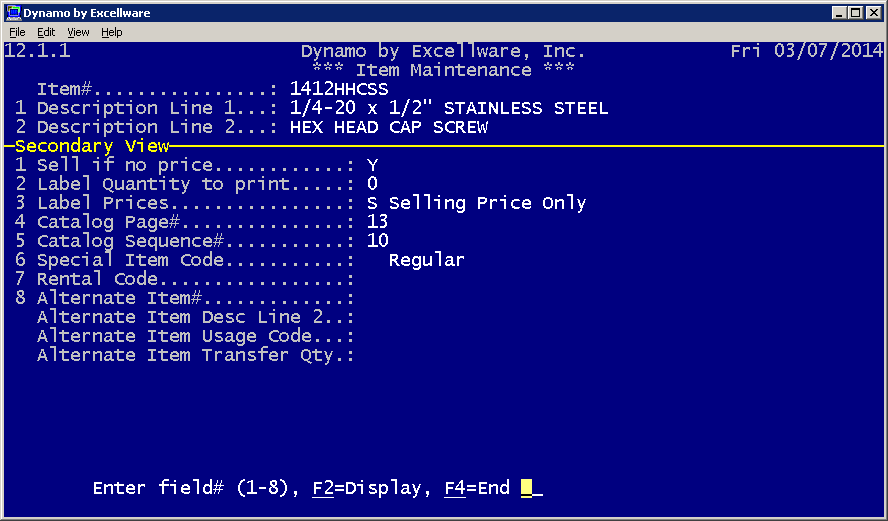 Dynamo by Excellware
File Edit View Help
12.1.1 Dynamo by Excellware, Inc. Fri 03/07/2014
*** Item Maintenance ***
Item#................: 1412HHCSS
1 Description Line 1...: 1/4-20 x 1/2" STAINLESS STEEL
2 Description Line 2...: HEX HEAD CAP SCREW
Secondary View
1 Sell if no price............: Y
2 Label Quantity to print.....: 0
3 Label Prices................: S Selling Price Only
4 Catalog Page#...............: 13
5 Catalog Sequence#...........: 10
6 Special Item Code...........: Regular
7 Rental Code.................:
8 Alternate Item#.............:
Alternate Item Desc Line 2..:
Alternate Item Usage Code...:
Alternate Item Transfer Qty.:
Enter field# (1-8), F2=Display, F4=End